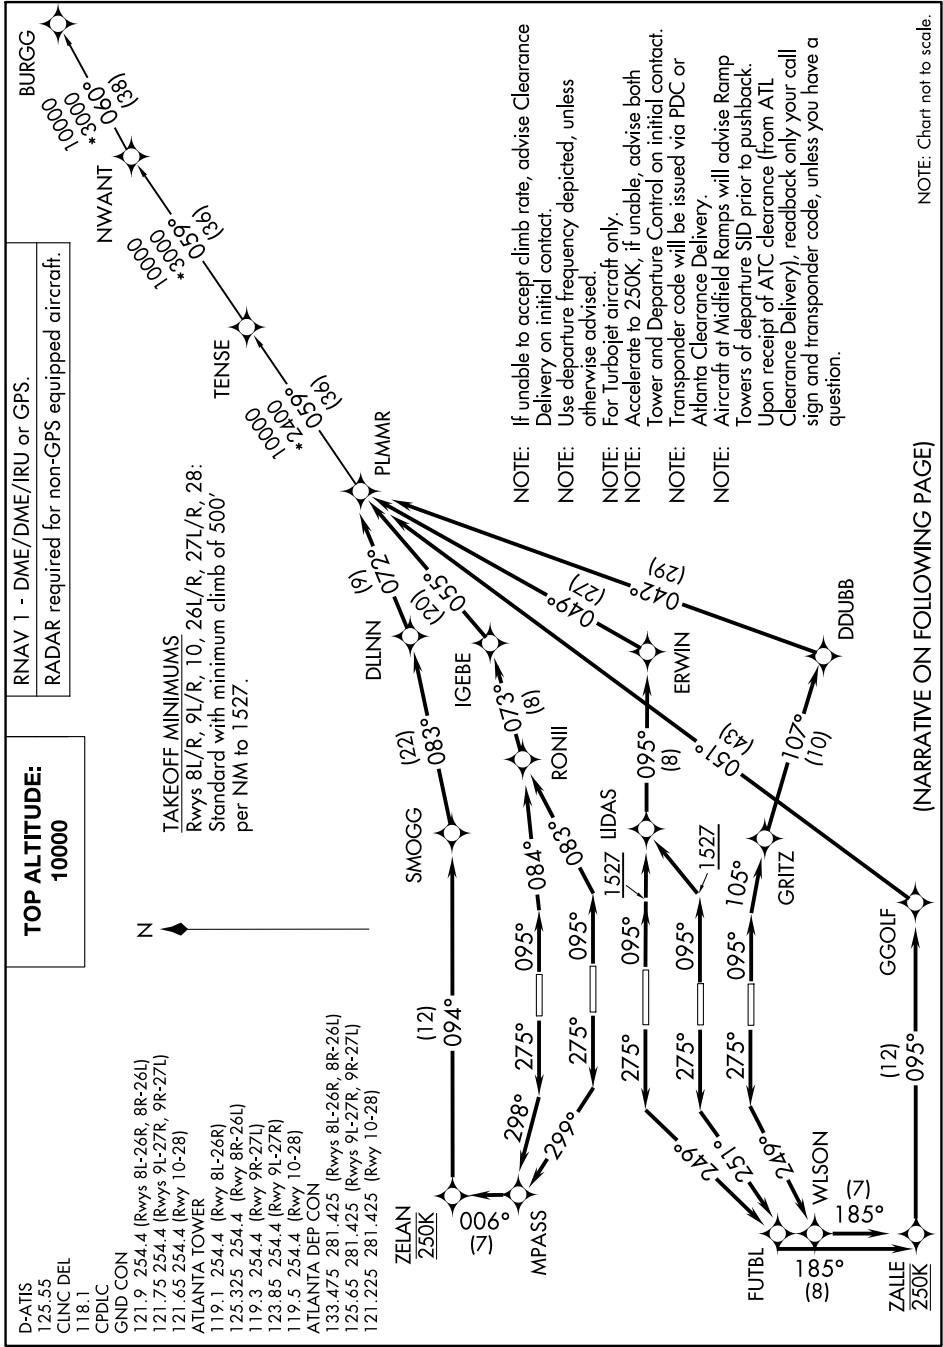 D-ATIS
125.55
CLNC DEL
118.1
CPDLC
GND CON
121.9 254.4 (Rwys 8L-26R, 8R-26L)
121.75 254.4 (Rwys 9L-27R, 9R-27L)
121.65 254.4 (Rwy 10-28)
ATLANTA TOWER
119.1 254.4 (Rwy 8L-26R)
125.325 254.4 (Rwy 8R-26L)
119.3 254.4 (Rwy 9R-27L)
123.85 254.4 (Rwy 9L-27R)
119.5 254.4 (Rwy 10-28)
ATLANTA DEP CON
133.475 281.425 (Rwys 8L-26R, 8R-26L)
125.65 281.425 (Rwys 9L-27R, 9R-27L)
121.225 281.425 (Rwy 10-28)
TOP ALTITUDE:
10000
RNAV 1 - DME/DME/IRU or GPS.
RADAR required for non-GPS equipped aircraft.
N
TAKEOFF MINIMUMS
Rwys 8L/R, 9L/R, 10, 26L/R, 27L/R, 28:
Standard with minimum climb of 500'
per NM to 1527.
BURGG
10000
*3000
060°
(38)
NWANT
10000
*3000
059°
(36)
TENSE
10000
*2400
059°
(36)
PLMMR
(9)
072°
DLLNN
(20)
055°
IGEBE
049°
(27)
ERWIN
042°
(29)
DDUBB
051°
(43)
(22)
083°
SMOGG
(12)
094°
ZELAN
250K
006°
(7)
MPASS
298°
299°
275°
095°
084°
275°
095°
083°
RONII
073°
(8)
275°
095°
1527
LIDAS
095°
(8)
275°
095°
1527
275°
095°
105°
GRITZ
107°
(10)
249°
251°
249°
FUTBL
WLSON
(7)
185°
185°
(8)
ZALLE
250K
(12)
095°
GGOLF
NOTE: If unable to accept climb rate, advise Clearance
Delivery on initial contact.
NOTE: Use departure frequency depicted, unless
otherwise advised.
NOTE: For Turbojet aircraft only.
NOTE: Accelerate to 250K, if unable, advise both
Tower and Departure Control on initial contact.
NOTE: Transponder code will be issued via PDC or
Atlanta Clearance Delivery.
NOTE: Aircraft at Midfield Ramps will advise Ramp
Towers of departure SID prior to pushback.
Upon receipt of ATC clearance (from ATL
Clearance Delivery), readback only your call
sign and transponder code, unless you have a
question.
(NARRATIVE ON FOLLOWING PAGE)
NOTE: Chart not to scale.